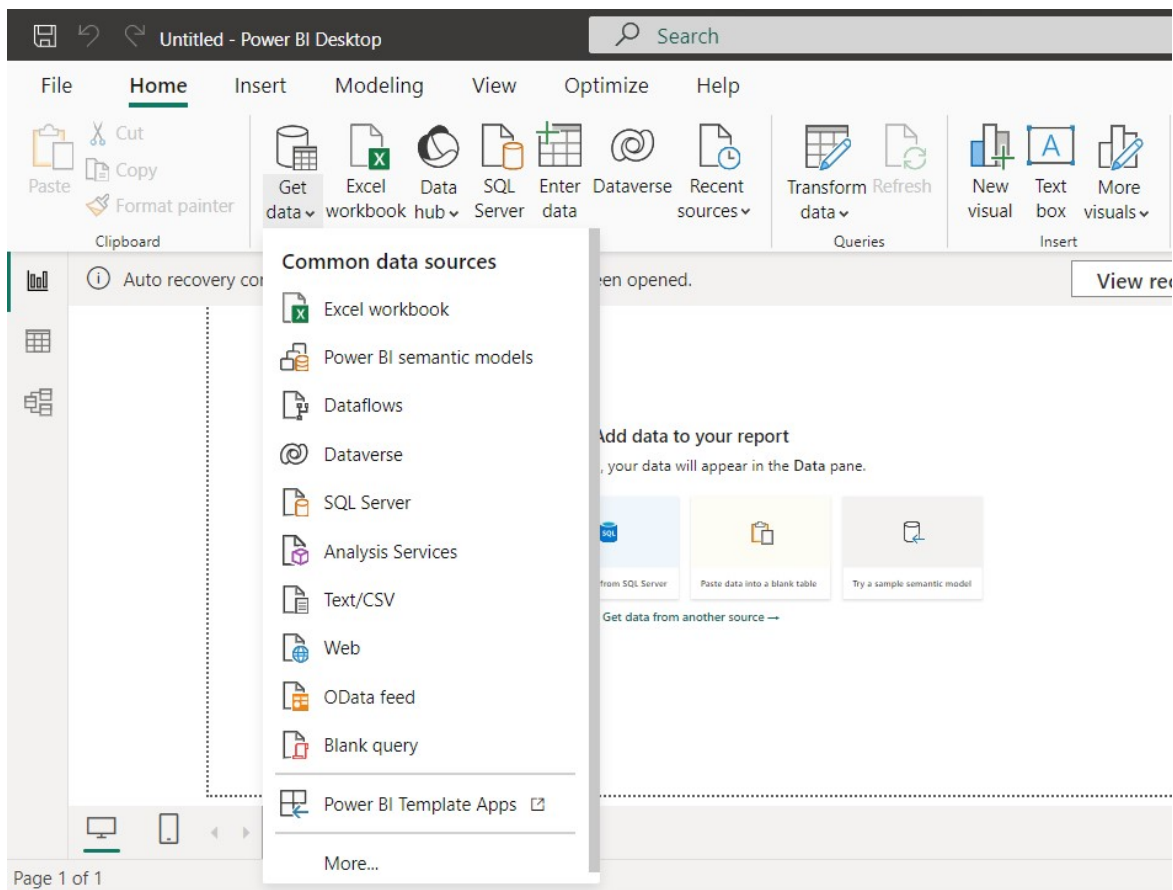 Untitled - Power BI Desktop
Search
File Home Insert Modeling View Optimize Help
Paste
Cut
Copy
Format painter
Clipboard
Get data
Excel workbook
Data hub
SQL Server
Enter data
Dataverse
Recent sources
Transform data
Refresh
Queries
New visual
Text box
More visuals
Insert
Auto recovery
opened.
View
Common data sources
Excel workbook
Power BI semantic models
Dataflows
Dataverse
SQL Server
Analysis Services
Text/CSV
Web
OData feed
Blank query
Power BI Template Apps
More...
Add data to your report
, your data will appear in the Data pane.
SQL
from SQL Server
Paste data into a blank table
Try a sample semantic model
Get data from another source →
Page 1 of 1